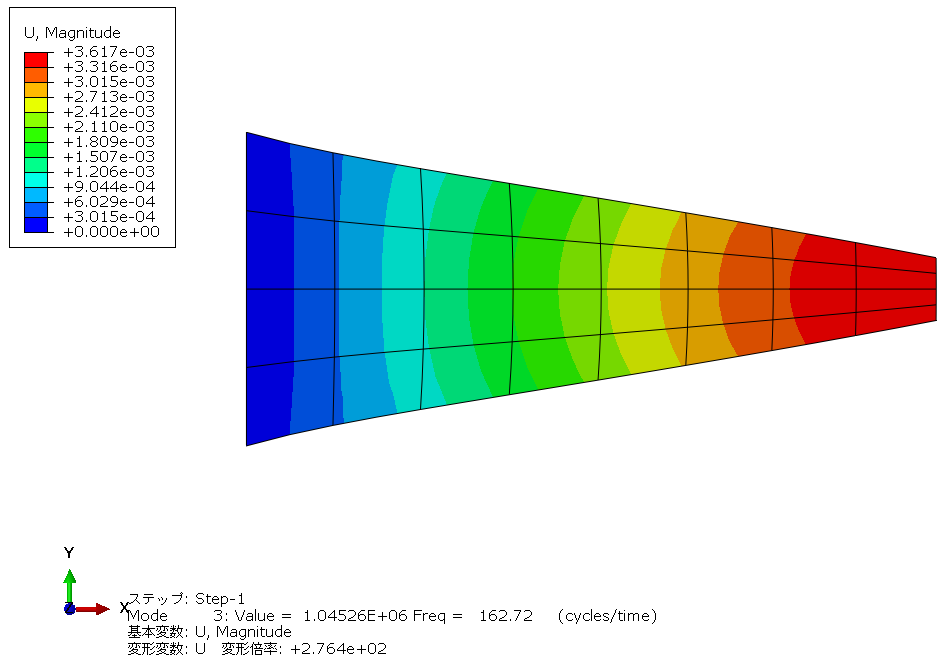 U, Magnitude
+3.617e-03
+3.316e-03
+3.015e-03
+2.713e-03
+2.412e-03
+2.110e-03
+1.809e-03
+1.507e-03
+1.206e-03
+9.044e-04
+6.029e-04
+3.015e-04
+0.000e+00
Y
X
Z
ステップ: Step-1
Mode 3: Value = 1.04526E+06 Freq = 162.72 (cycles/time)
基本変数: U, Magnitude
変形変数: U 変形倍率: +2.764e+02